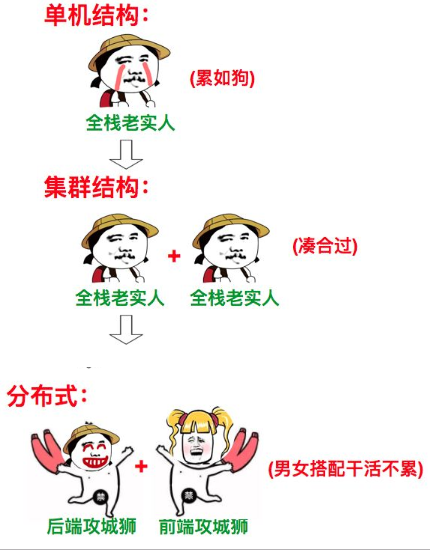 单机结构：
(累如狗)
全栈老实人
集群结构：
+
(凑合过)
全栈老实人 全栈老实人
分布式：
+
(男女搭配干活不累)
禁 禁
后端攻城狮 前端攻城狮